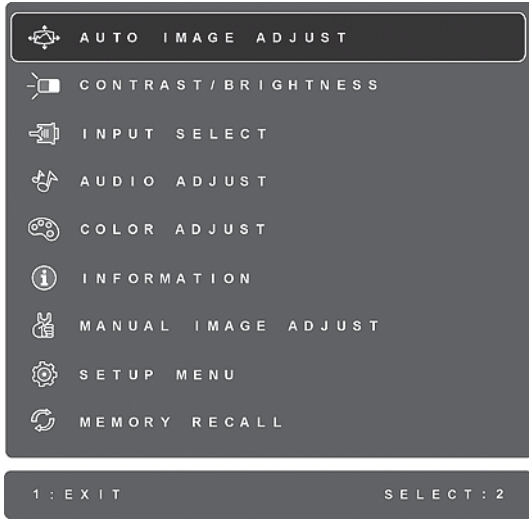 AUTO IMAGE ADJUST
CONTRAST/BRIGHTNESS
INPUT SELECT
AUDIO ADJUST
COLOR ADJUST
INFORMATION
MANUAL IMAGE ADJUST
SETUP MENU
MEMORY RECALL
1:EXIT SELECT:2